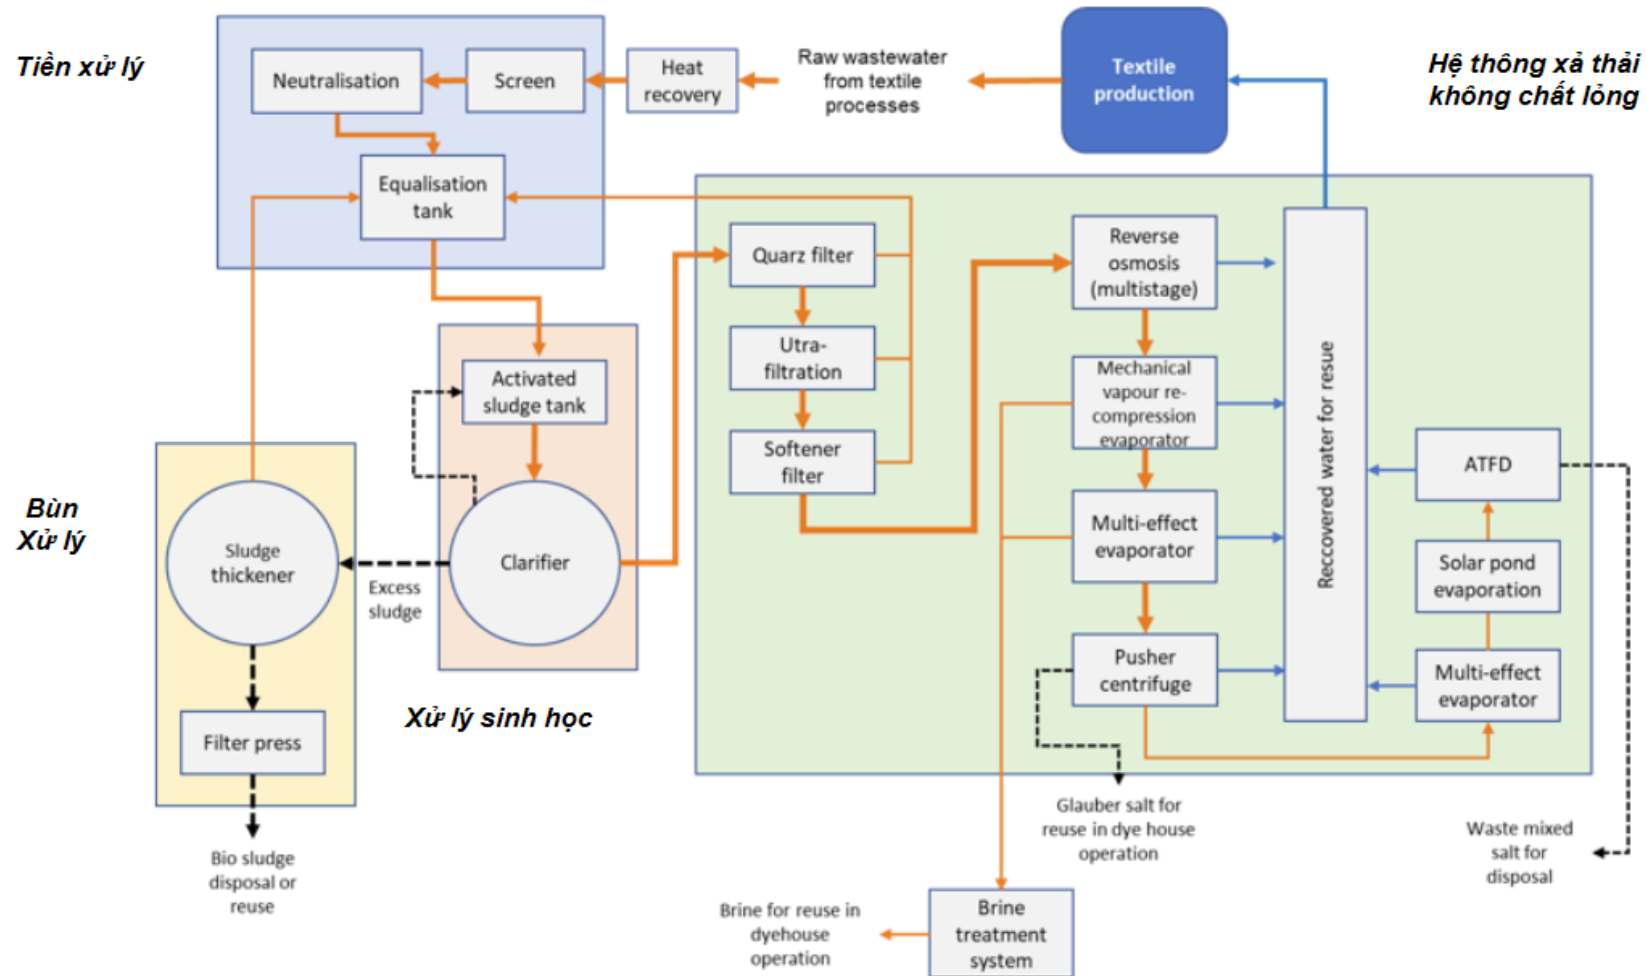 Tiền xử lý
Neutralisation
Screen
Heat
recovery
Raw wastewater
from textile
processes
Textile
production
Hệ thông xả thải
không chất lỏng
Equalisation
tank
Quarz filter
Utra-
filtration
Softener
filter
Reverse
osmosis
(multistage)
Mechanical
vapour re-
compression
evaporator
Multi-effect
evaporator
Pusher
centrifuge
Reccovered water for resue
ATFD
Solar pond
evaporation
Multi-effect
evaporator
Activated
sludge tank
Clarifier
Excess
sludge
Bùn
Xử lý
Sludge
thickener
Filter press
Xử lý sinh học
Bio sludge
disposal or
reuse
Glauber salt for
reuse in dye house
operation
Waste mixed
salt for
disposal
Brine for reuse in
dyehouse
operation
Brine
treatment
system